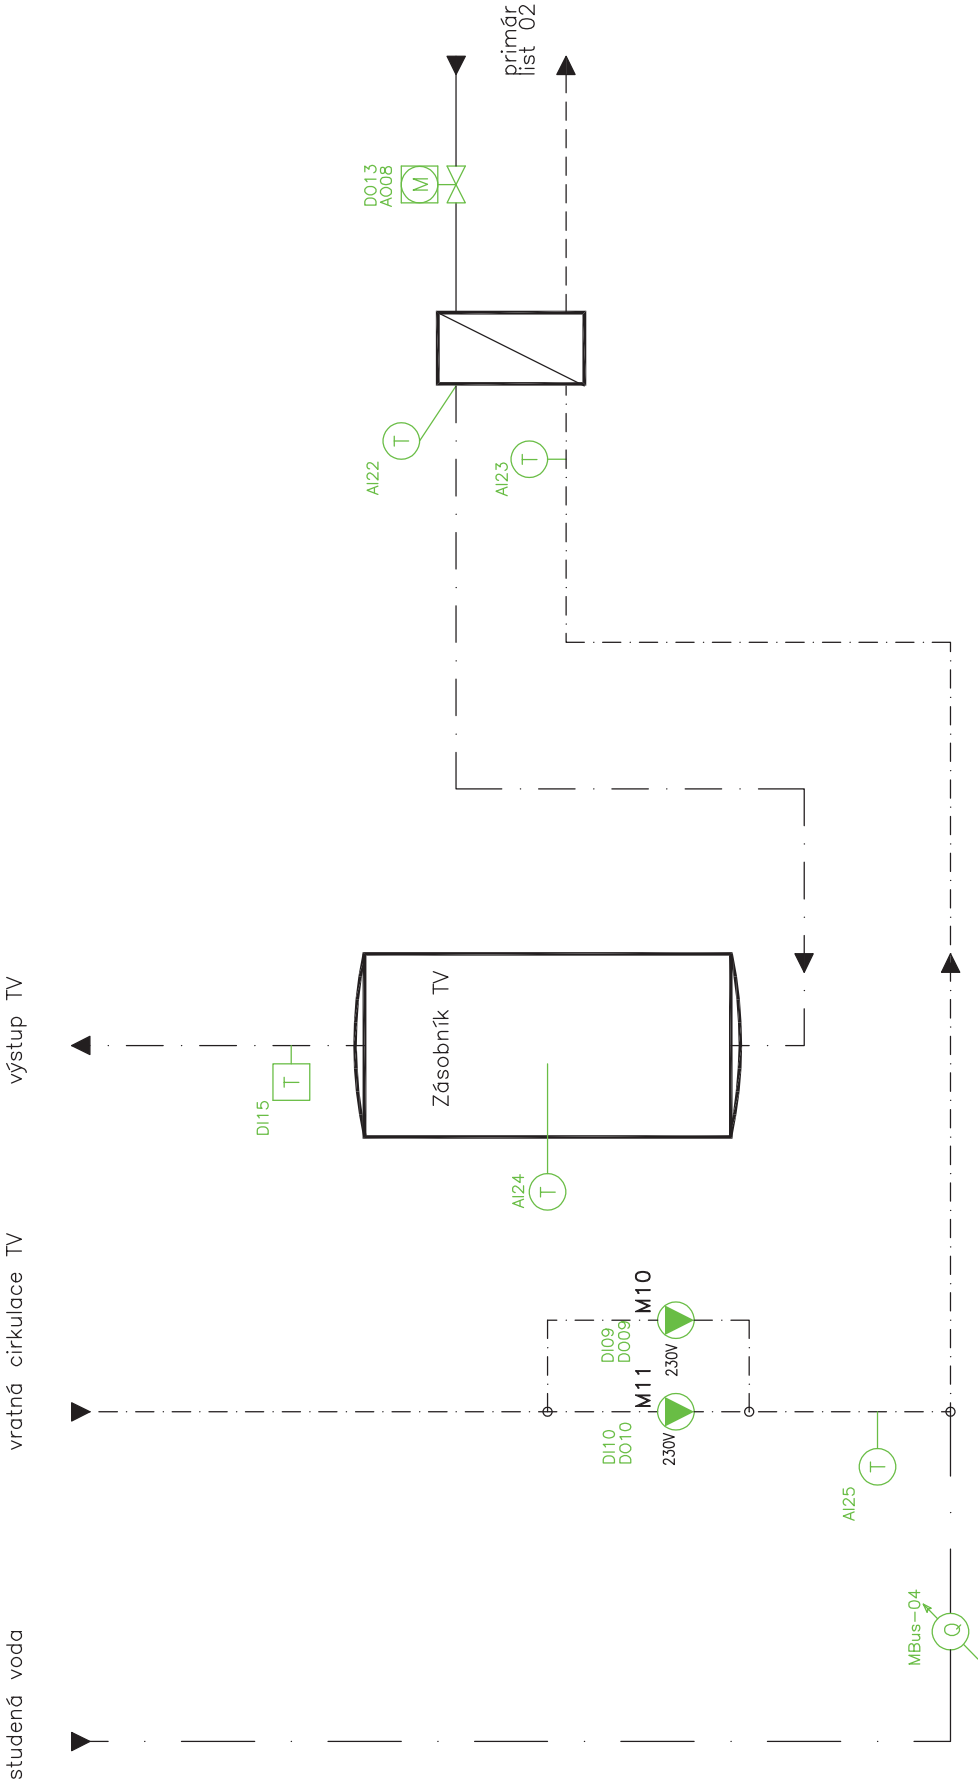 studená voda
vratná cirkulace TV
výstup TV
primár
list 02
DO13
AO08
M
T
AI22
T
AI23
Zásobník TV
T
DI15
AI24
T
M10
DI09
DO09
230V
M11
DI10
DO10
230V
T
AI25
MBus-04
Q